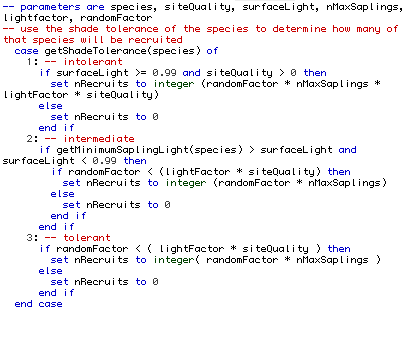 -- parameters are species, siteQuality, surfaceLight, nMaxSaplings,
lightfactor, randomFactor
-- use the shade tolerance of the species to determine how many of
that species will be recruited
case getShadeTolerance(species) of
1: -- intolerant
if surfaceLight >= 0.99 and siteQuality > 0 then
set nRecruits to integer (randomFactor * nMaxSaplings *
lightFactor * siteQuality)
else
set nRecruits to 0
end if
2: -- intermediate
if getMinimumSaplingLight(species) > surfaceLight and
surfaceLight < 0.99 then
if randomFactor < (lightFactor * siteQuality) then
set nRecruits to integer (randomFactor * nMaxSaplings)
else
set nRecruits to 0
end if
end if
3: -- tolerant
if randomFactor < ( lightFactor * siteQuality ) then
set nRecruits to integer( randomFactor * nMaxSaplings )
else
set nRecruits to 0
end if
end case